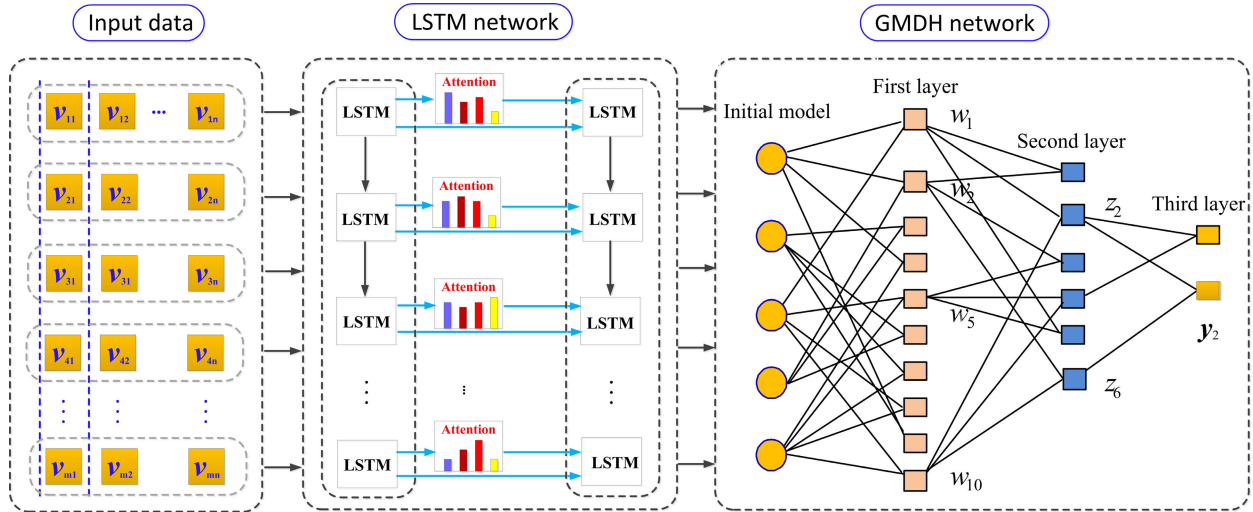 Input data
LSTM network
GMDH network
v11 v12 ... v1n
v21 v22 v2n
v31 v31 v3n
v41 v42 v4n
vm1 vm2 vmn
LSTM Attention LSTM
LSTM Attention LSTM
LSTM Attention LSTM
LSTM Attention LSTM
Initial model
First layer
Second layer
Third layer
w1
w2
w5
w10
z2
z6
y2